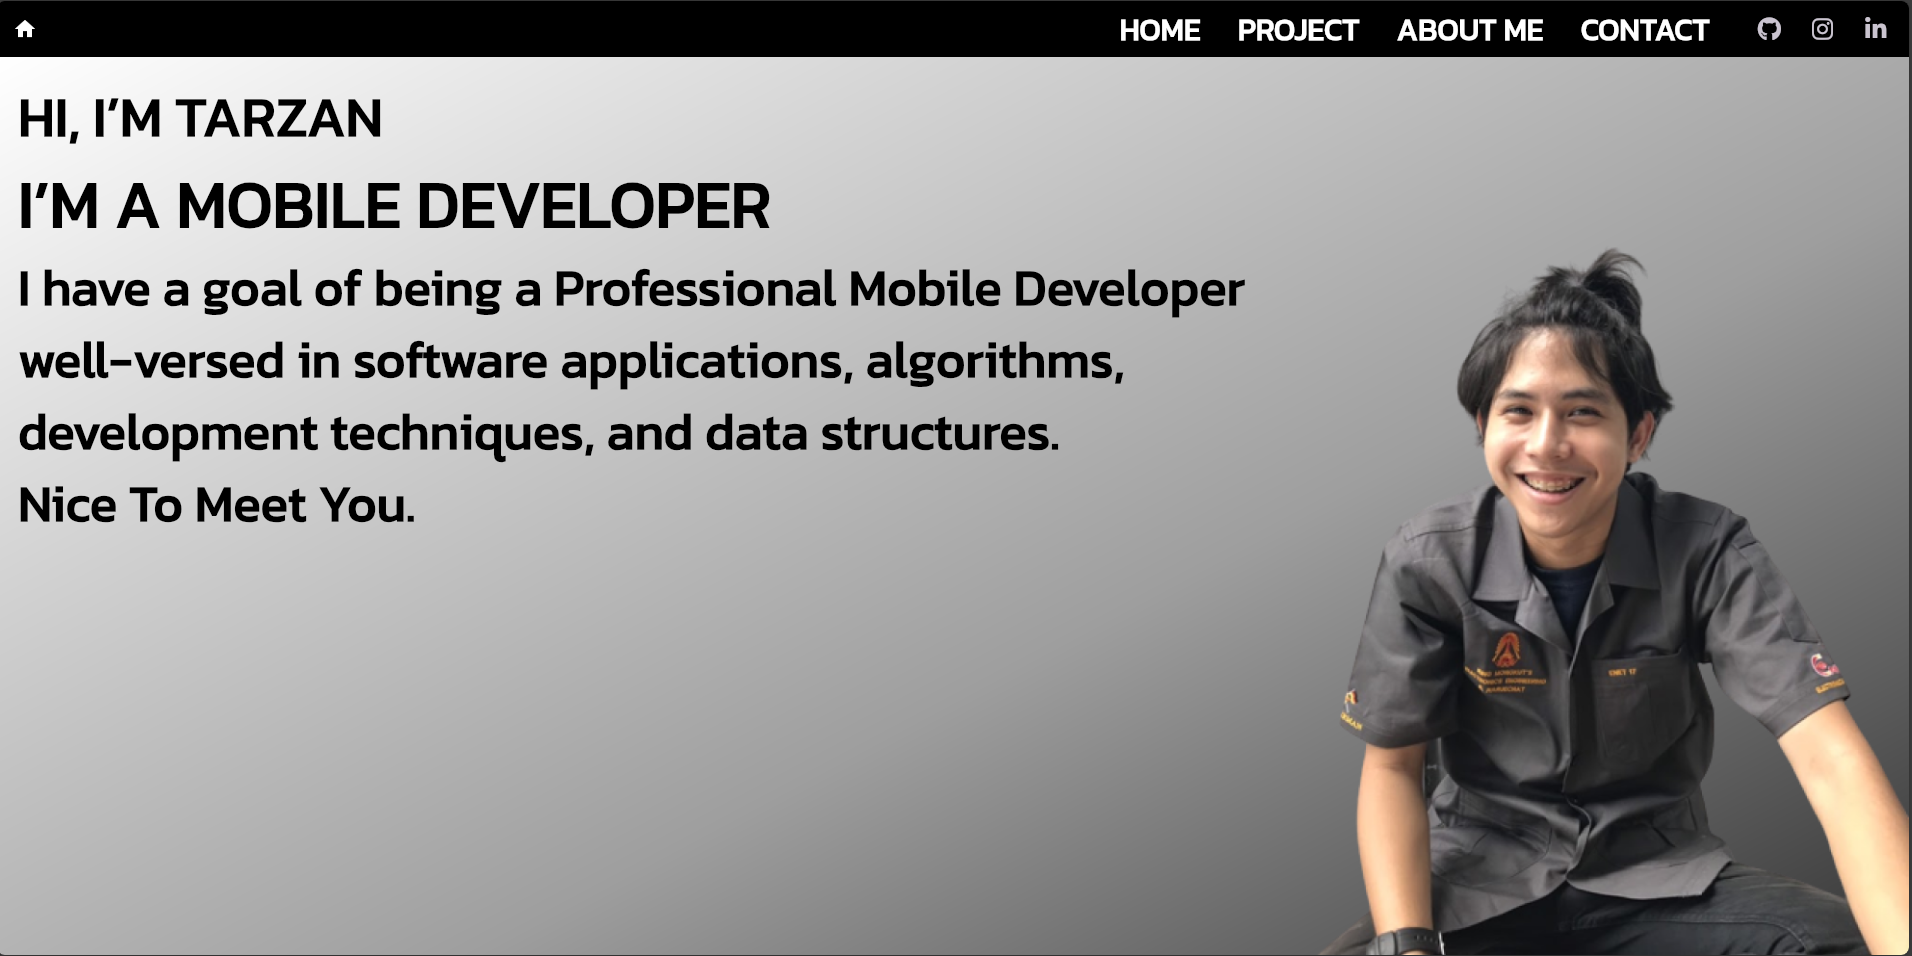 HOME PROJECT ABOUT ME CONTACT
HI, I’M TARZAN
I’M A MOBILE DEVELOPER
I have a goal of being a Professional Mobile Developer
well-versed in software applications, algorithms,
development techniques, and data structures.
Nice To Meet You.